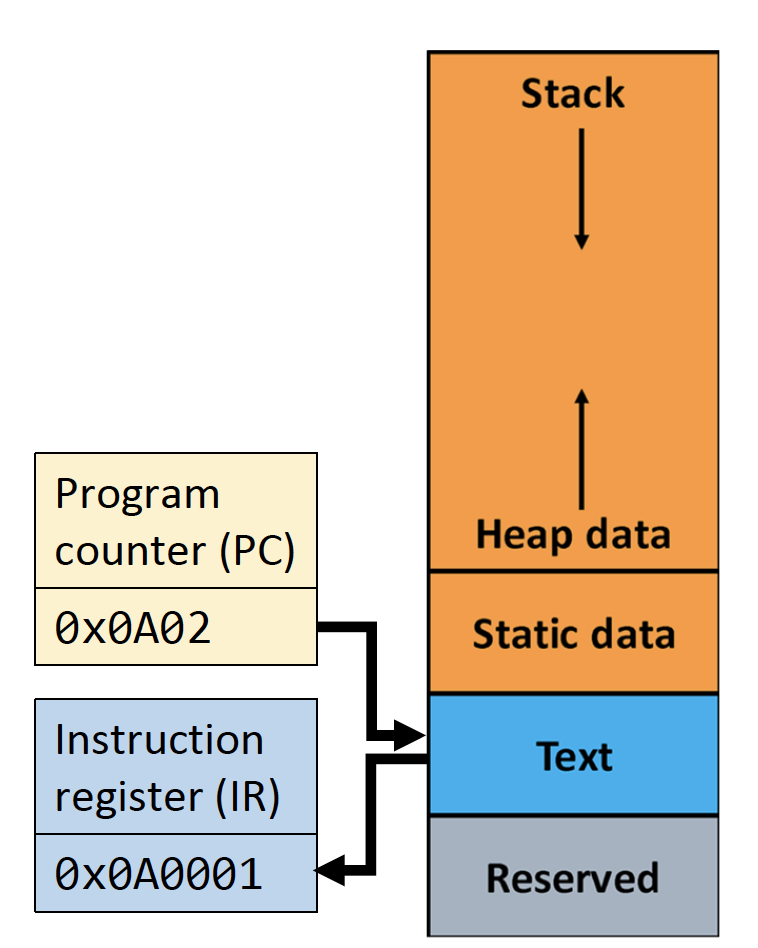 Stack
Heap data
Static data
Text
Reserved
Program
counter (PC)
0x0A02
Instruction
register (IR)
0x0A0001